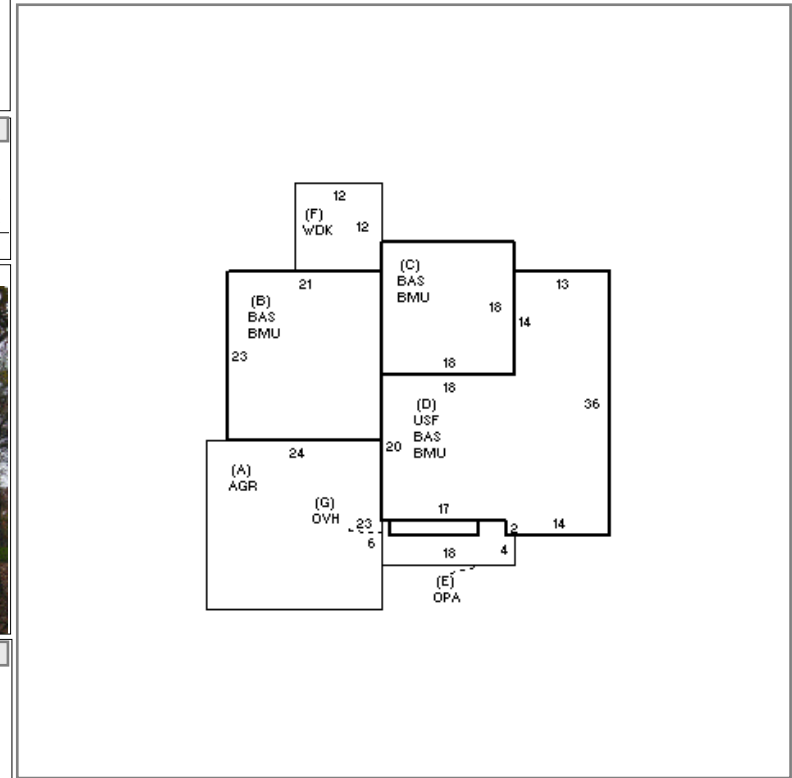 12
(F)
WDK 12
(C)
BAS
BMU
21
13
(B)
BAS
BMU
18
14
23
18
18
(D)
USF
BAS
BMU
36
20
24
(A)
AGR
(G)
OVH
23
6
17
2
14
18
4
(E)
OPA